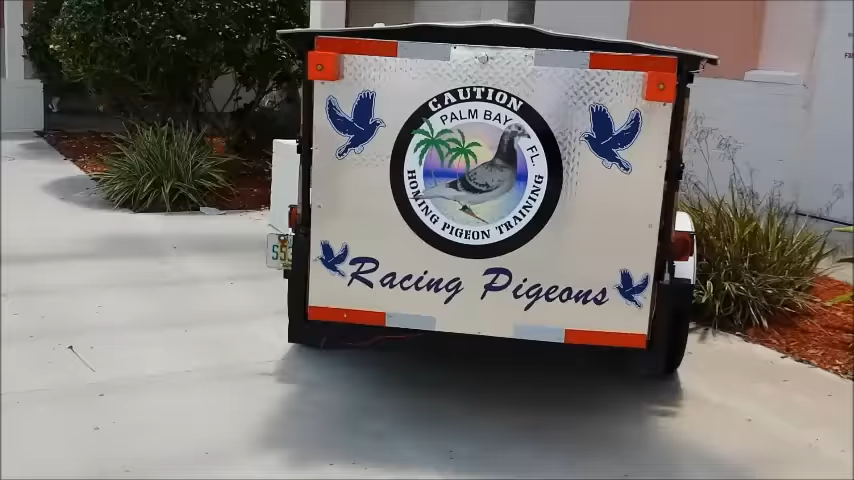 CAUTION
PALM BAY FL.
HOMING PIGEON TRAINING
Racing Pigeons